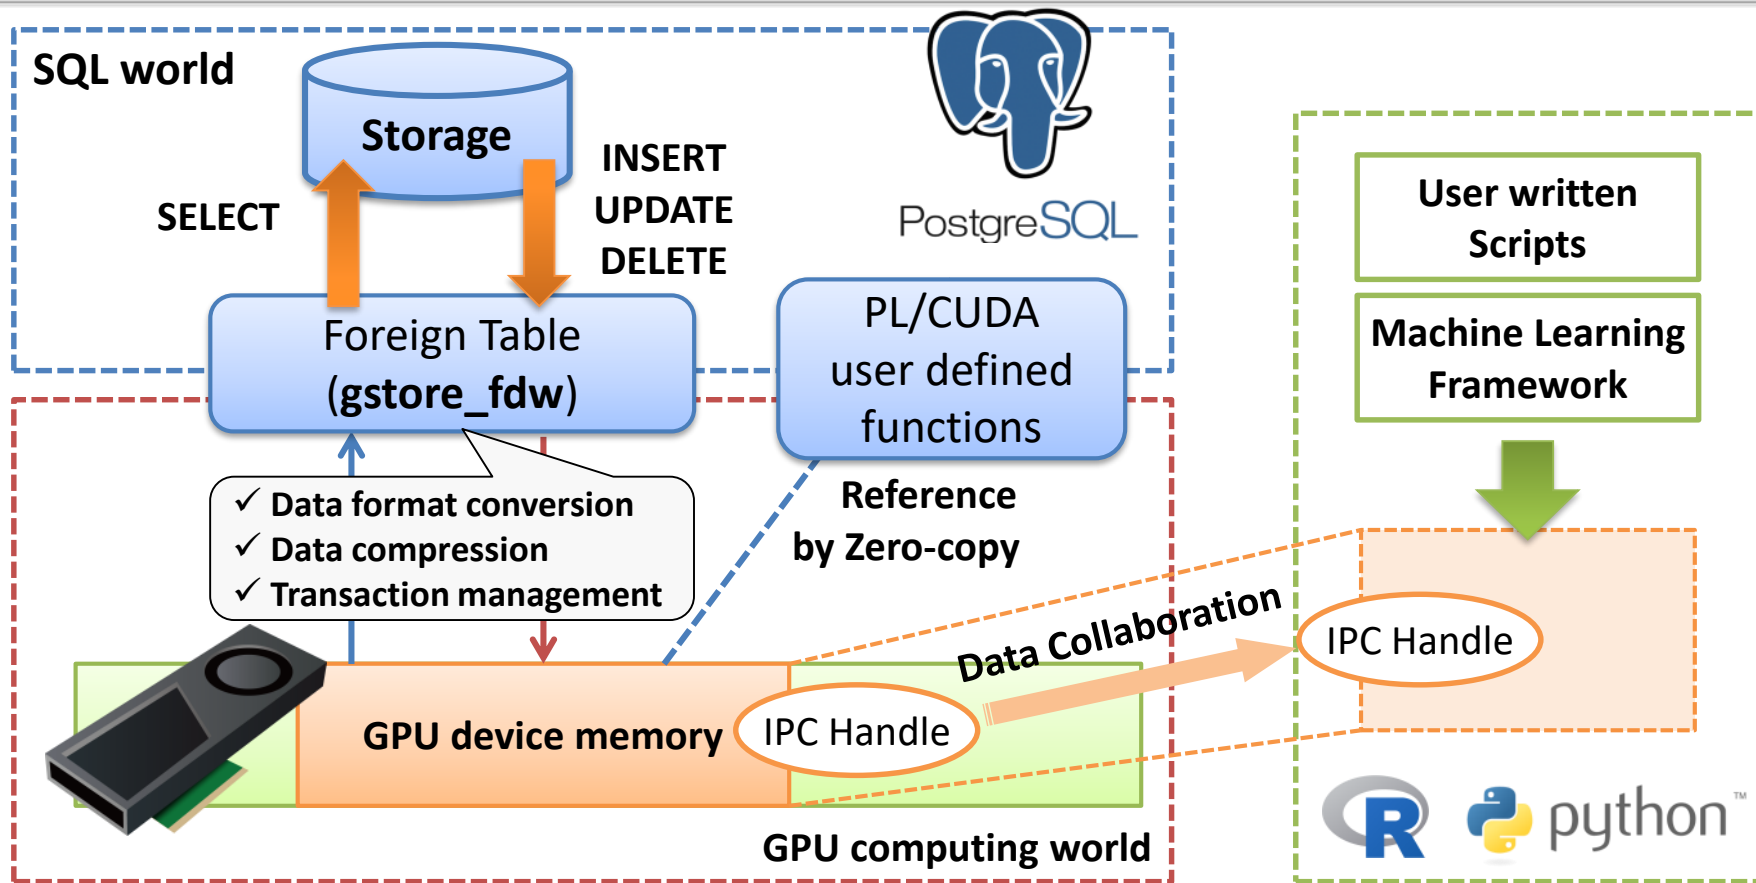 SQL world
Storage
SELECT
INSERT
UPDATE
DELETE
PostgreSQL
Foreign Table
(gstore_fdw)
PL/CUDA
user defined
functions
✓ Data format conversion
✓ Data compression
✓ Transaction management
Reference
by Zero-copy
GPU device memory
IPC Handle
Data Collaboration
GPU computing world
User written
Scripts
Machine Learning
Framework
IPC Handle
R
python™